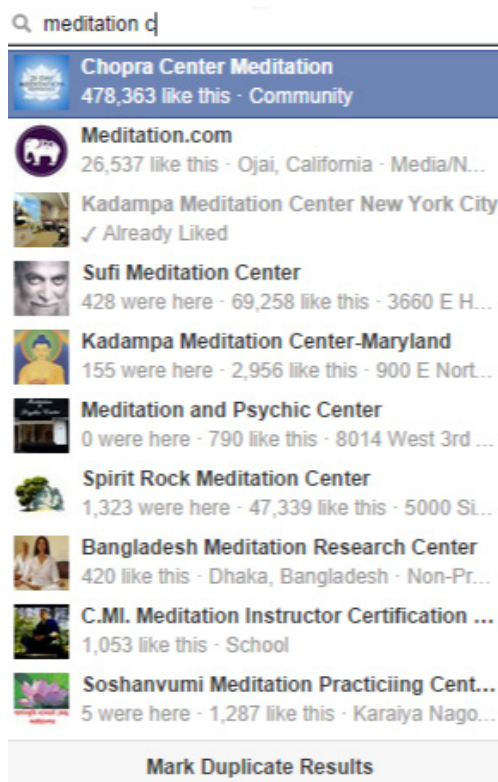 meditation c
Chopra Center Meditation
478,363 like this · Community
Meditation.com
26,537 like this · Ojai, California · Media/N...
Kadampa Meditation Center New York City
✓ Already Liked
Sufi Meditation Center
428 were here · 69,258 like this · 3660 E H...
Kadampa Meditation Center-Maryland
155 were here · 2,956 like this · 900 E Nort...
Meditation and Psychic Center
0 were here · 790 like this · 8014 West 3rd ...
Spirit Rock Meditation Center
1,323 were here · 47,339 like this · 5000 Si...
Bangladesh Meditation Research Center
420 like this · Dhaka, Bangladesh · Non-Pr...
C.MI. Meditation Instructor Certification ...
1,053 like this · School
Soshanvumi Meditation Practiciing Cent...
5 were here · 1,287 like this · Karaiya Nago...
Mark Duplicate Results